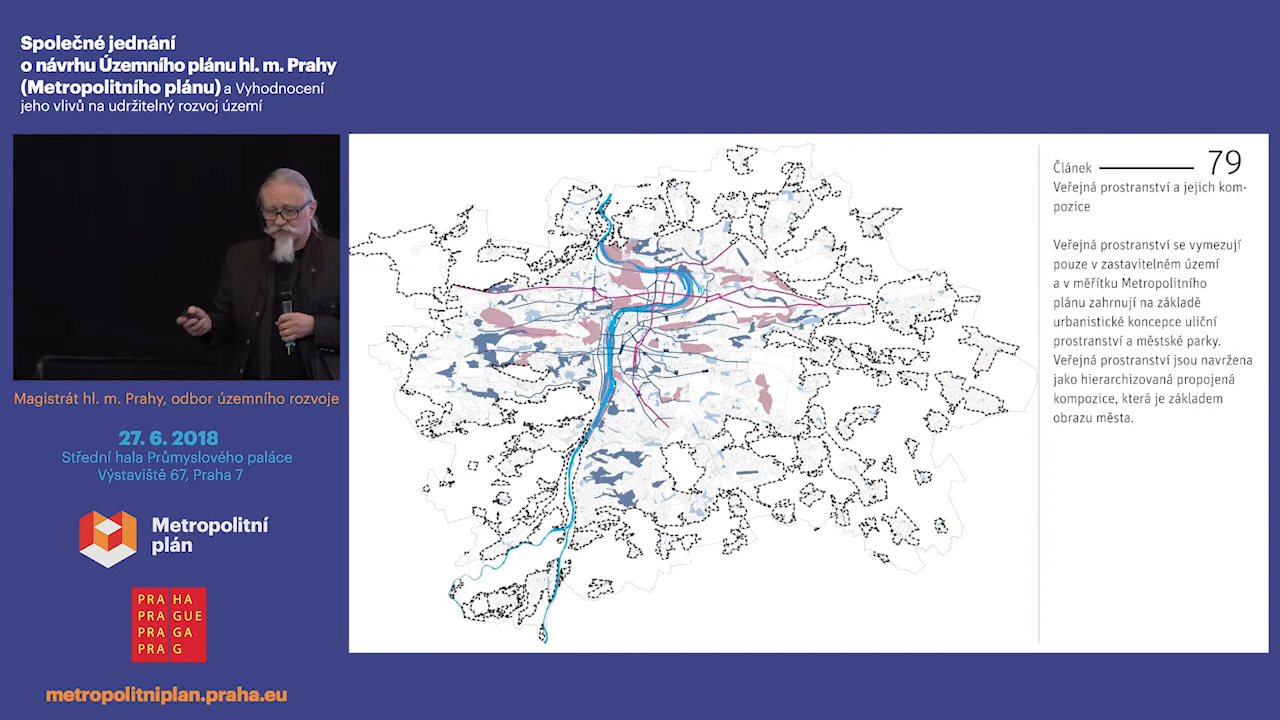 Společné jednání
o návrhu Územního plánu hl. m. Prahy
(Metropolitního plánu) a Vyhodnocení
jeho vlivů na udržitelný rozvoj území
Magistrát hl. m. Prahy, odbor územního rozvoje
27. 6. 2018
Střední hala Průmyslového paláce
Výstaviště 67, Praha 7
Metropolitní
plán
PRA HA
PRA GUE
PRA GA
PRA G
metropolitniplan.praha.eu
Článek 79
Veřejná prostranství a jejich kom-
pozice
Veřejná prostranství se vymezují
pouze v zastavitelném území
a v měřítku Metropolitního
plánu zahrnují na základě
urbanistické koncepce uliční
prostranství a městské parky.
Veřejná prostranství jsou navržena
jako hierarchizovaná propojená
kompozice, která je základem
obrazu města.